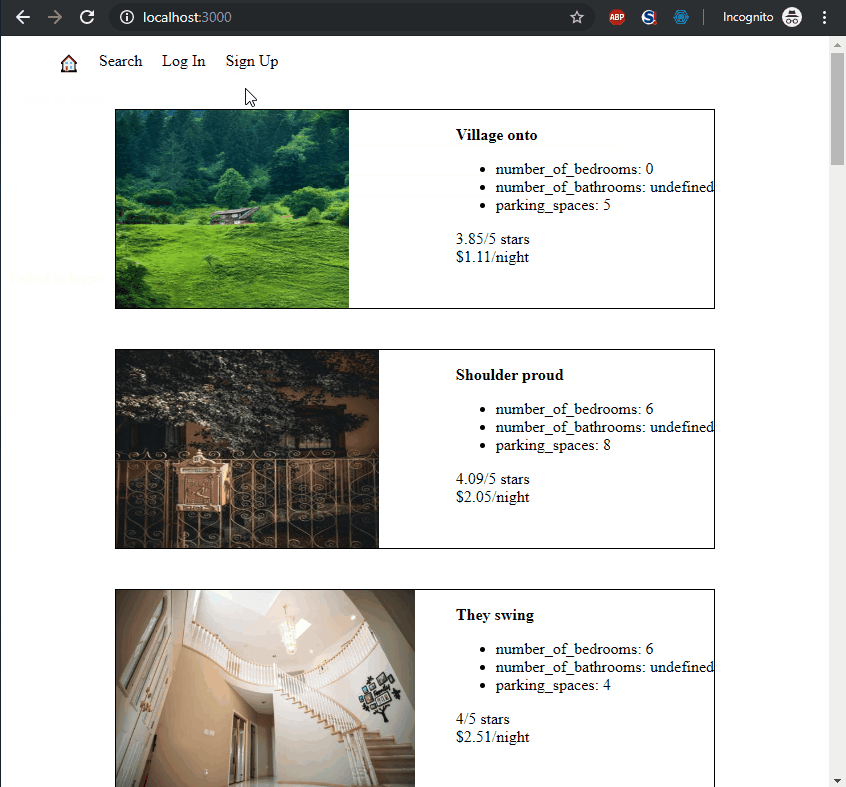 localhost:3000
ABP
S
Incognito
Search Log In Sign Up
Village onto
number_of_bedrooms: 0
number_of_bathrooms: undefined
parking_spaces: 5
3.85/5 stars
$1.11/night
Shoulder proud
number_of_bedrooms: 6
number_of_bathrooms: undefined
parking_spaces: 8
4.09/5 stars
$2.05/night
They swing
number_of_bedrooms: 6
number_of_bathrooms: undefined
parking_spaces: 4
4/5 stars
$2.51/night